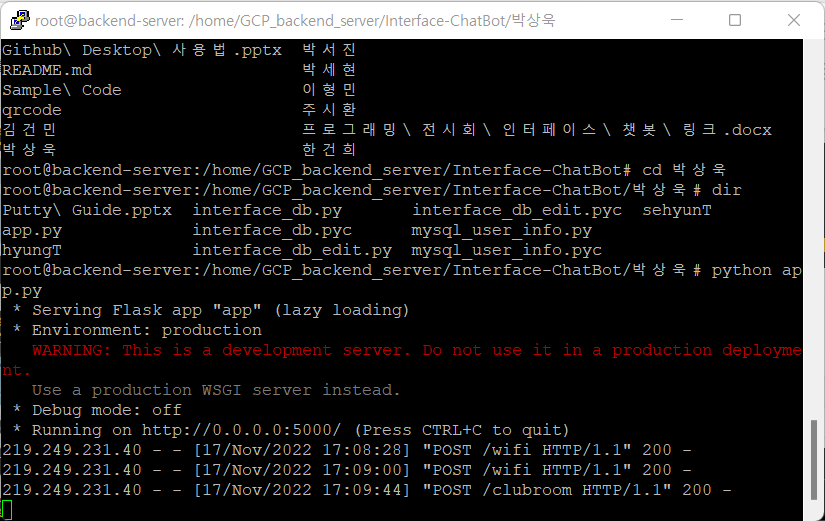 root@backend-server: /home/GCP_backend_server/Interface-ChatBot/박상욱
Github\ Desktop\ 사용법.pptx  박서진
README.md                     박세현
Sample\ Code                  이형민
qrcode                        주시환
김건민                        프로그래밍\ 전시회\ 인터페이스\ 챗봇\ 링크.docx
박상욱                        한건희
root@backend-server:/home/GCP_backend_server/Interface-ChatBot# cd 박상욱
root@backend-server:/home/GCP_backend_server/Interface-ChatBot/박상욱# dir
Putty\ Guide.pptx  interface_db.py       interface_db_edit.pyc  sehyunT
app.py             interface_db.pyc      mysql_user_info.py
hyungT             interface_db_edit.py  mysql_user_info.pyc
root@backend-server:/home/GCP_backend_server/Interface-ChatBot/박상욱# python ap
p.py
 * Serving Flask app "app" (lazy loading)
 * Environment: production
   WARNING: This is a development server. Do not use it in a production deployme
nt.
   Use a production WSGI server instead.
 * Debug mode: off
 * Running on http://0.0.0.0:5000/ (Press CTRL+C to quit)
219.249.231.40 - - [17/Nov/2022 17:08:28] "POST /wifi HTTP/1.1" 200 -
219.249.231.40 - - [17/Nov/2022 17:09:00] "POST /wifi HTTP/1.1" 200 -
219.249.231.40 - - [17/Nov/2022 17:09:44] "POST /clubroom HTTP/1.1" 200 -